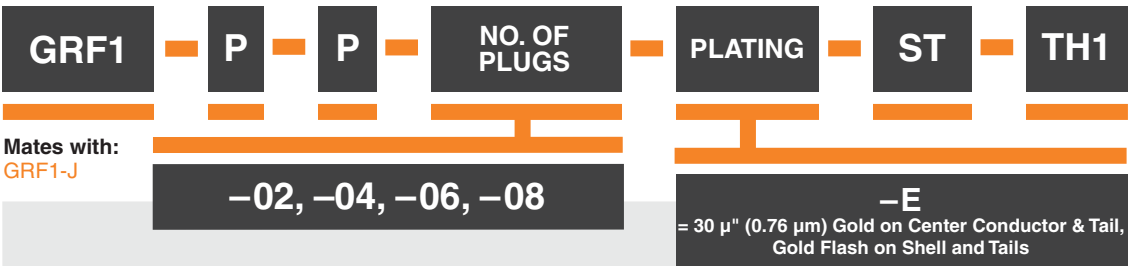 GRF1
P
P
NO. OF
PLUGS
PLATING
ST
TH1
Mates with:
GRF1-J
–02, –04, –06, –08
–E
= 30 µ" (0.76 µm) Gold on Center Conductor & Tail,
Gold Flash on Shell and Tails